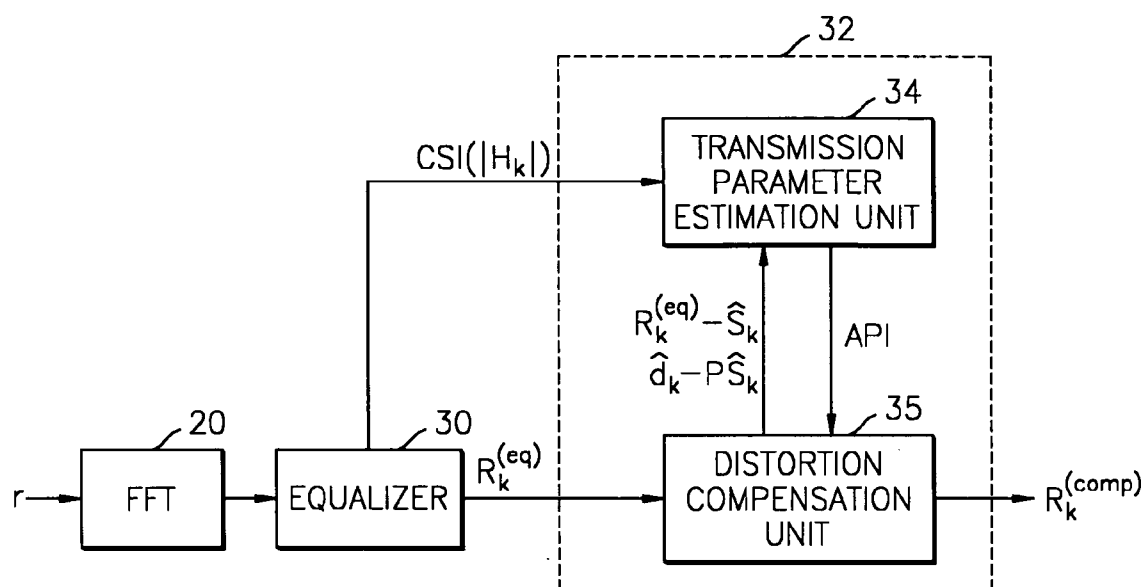 32
34
CSI(|H_k|)
TRANSMISSION
PARAMETER
ESTIMATION UNIT
R_k^(eq)−Ŝ_k
d̂_k−PŜ_k
API
20
30
35
r
FFT
EQUALIZER
R_k^(eq)
DISTORTION
COMPENSATION
UNIT
R_k^(comp)